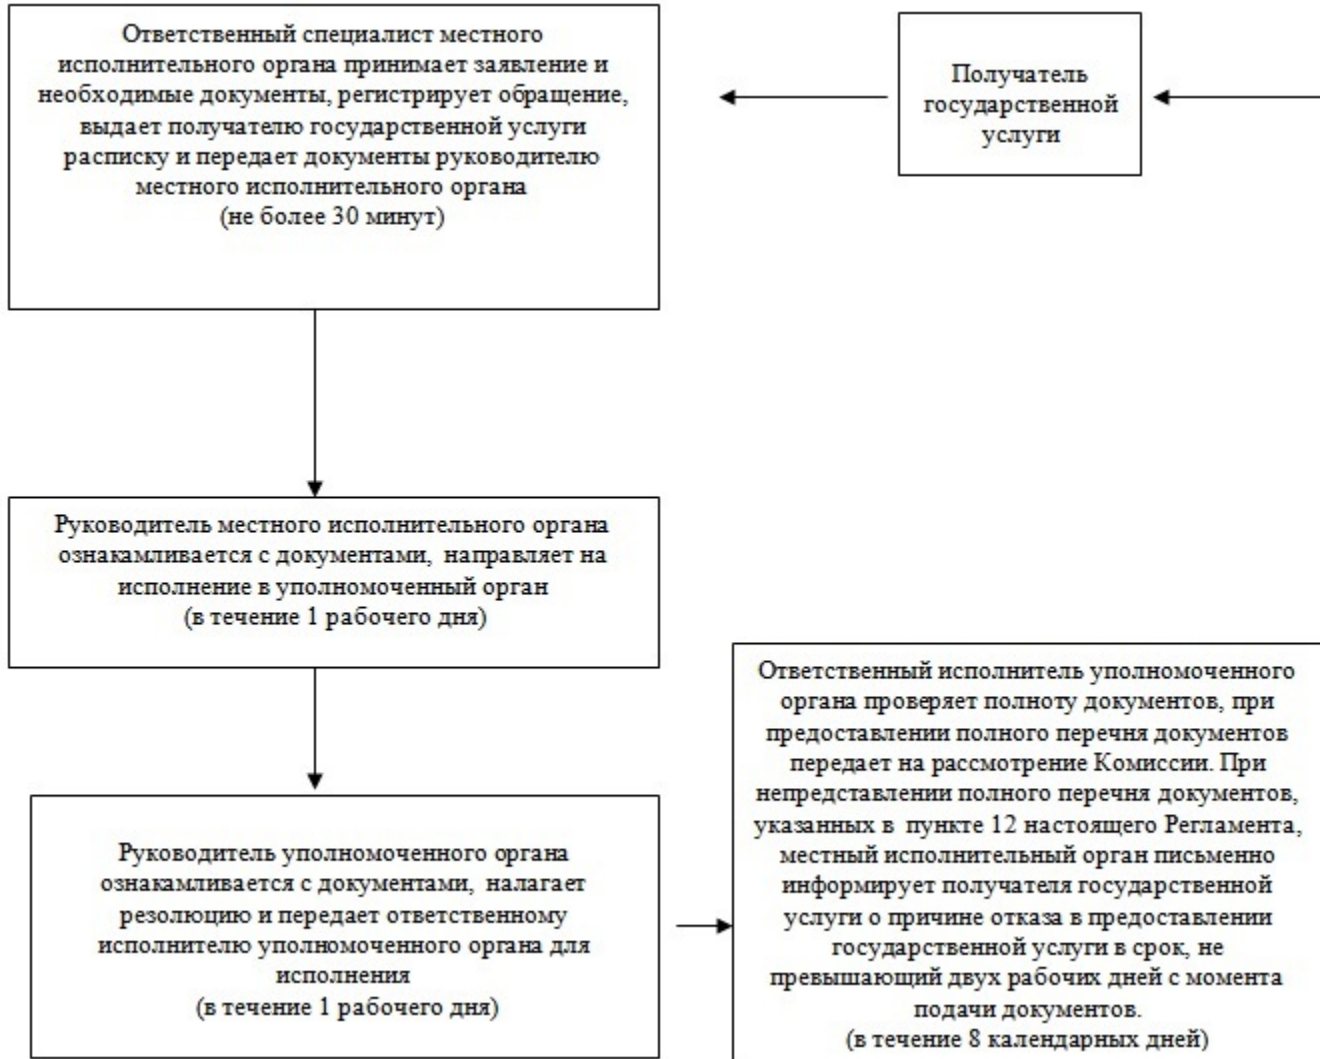 Ответственный специалист местного
исполнительного органа принимает заявление и
необходимые документы, регистрирует обращение,
выдает получателю государственной услуги
расписку и передает документы руководителю
местного исполнительного органа
(не более 30 минут)
Получатель
государственной
услуги
Руководитель местного исполнительного органа
ознакамливается с документами, направляет на
исполнение в уполномоченный орган
(в течение 1 рабочего дня)
Руководитель уполномоченного органа
ознакамливается с документами, налагает
резолюцию и передает ответственному
исполнителю уполномоченного органа для
исполнения
(в течение 1 рабочего дня)
Ответственный исполнитель уполномоченного
органа проверяет полноту документов, при
предоставлении полного перечня документов
передает на рассмотрение Комиссии. При
непредставлении полного перечня документов,
указанных в пункте 12 настоящего Регламента,
местный исполнительный орган письменно
информирует получателя государственной
услуги о причине отказа в предоставлении
государственной услуги в срок, не
превышающий двух рабочих дней с момента
подачи документов.
(в течение 8 календарных дней)